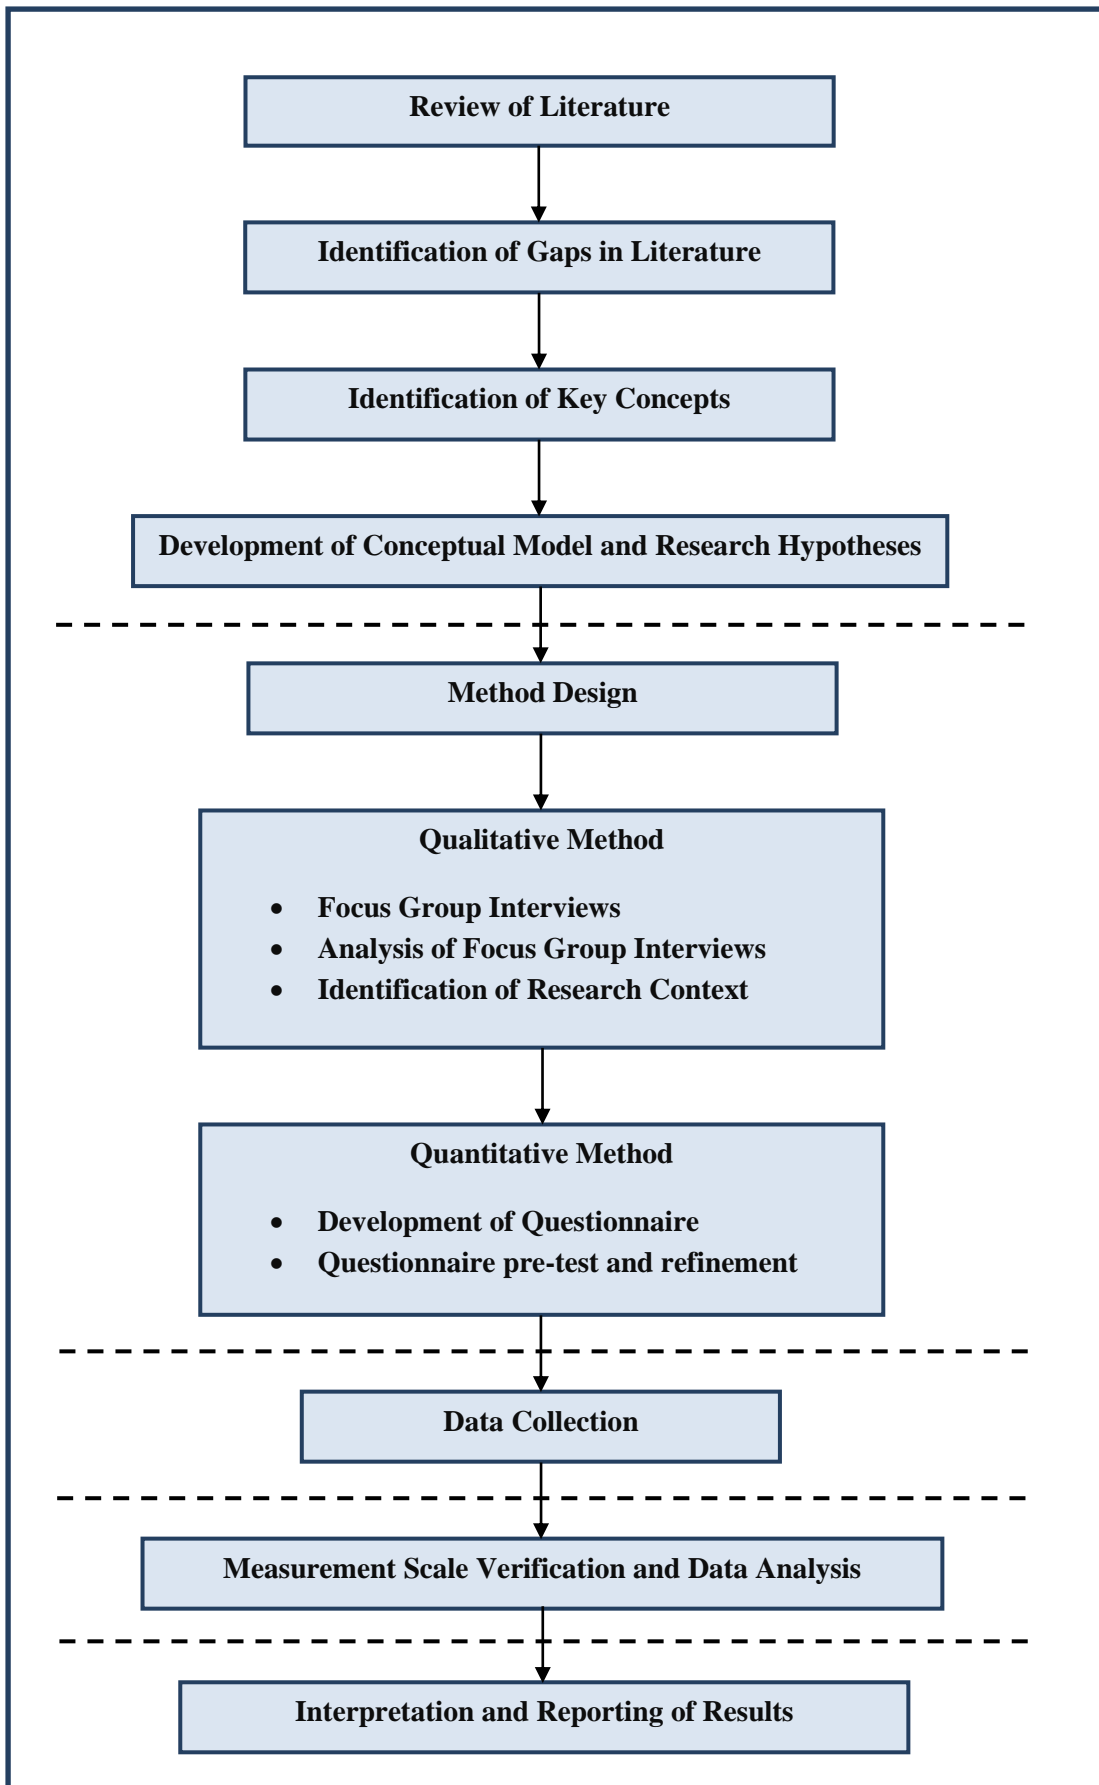 Review of Literature
Identification of Gaps in Literature
Identification of Key Concepts
Development of Conceptual Model and Research Hypotheses
Method Design
Qualitative Method
• Focus Group Interviews
• Analysis of Focus Group Interviews
• Identification of Research Context
Quantitative Method
• Development of Questionnaire
• Questionnaire pre-test and refinement
Data Collection
Measurement Scale Verification and Data Analysis
Interpretation and Reporting of Results